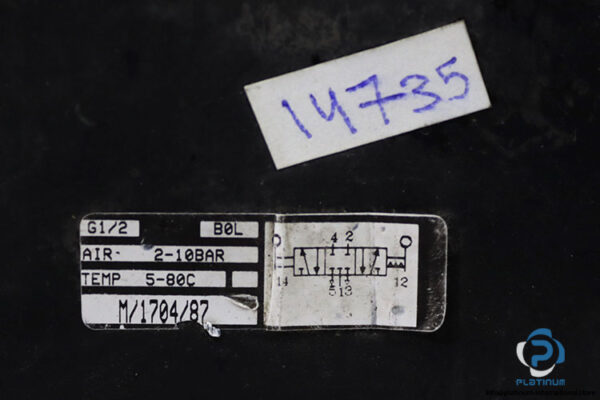 14735
G1/2 BØL
AIR- 2-10BAR
TEMP 5-80C
M/1704/87
4 2
14 12
5 1 3
PLATINUM